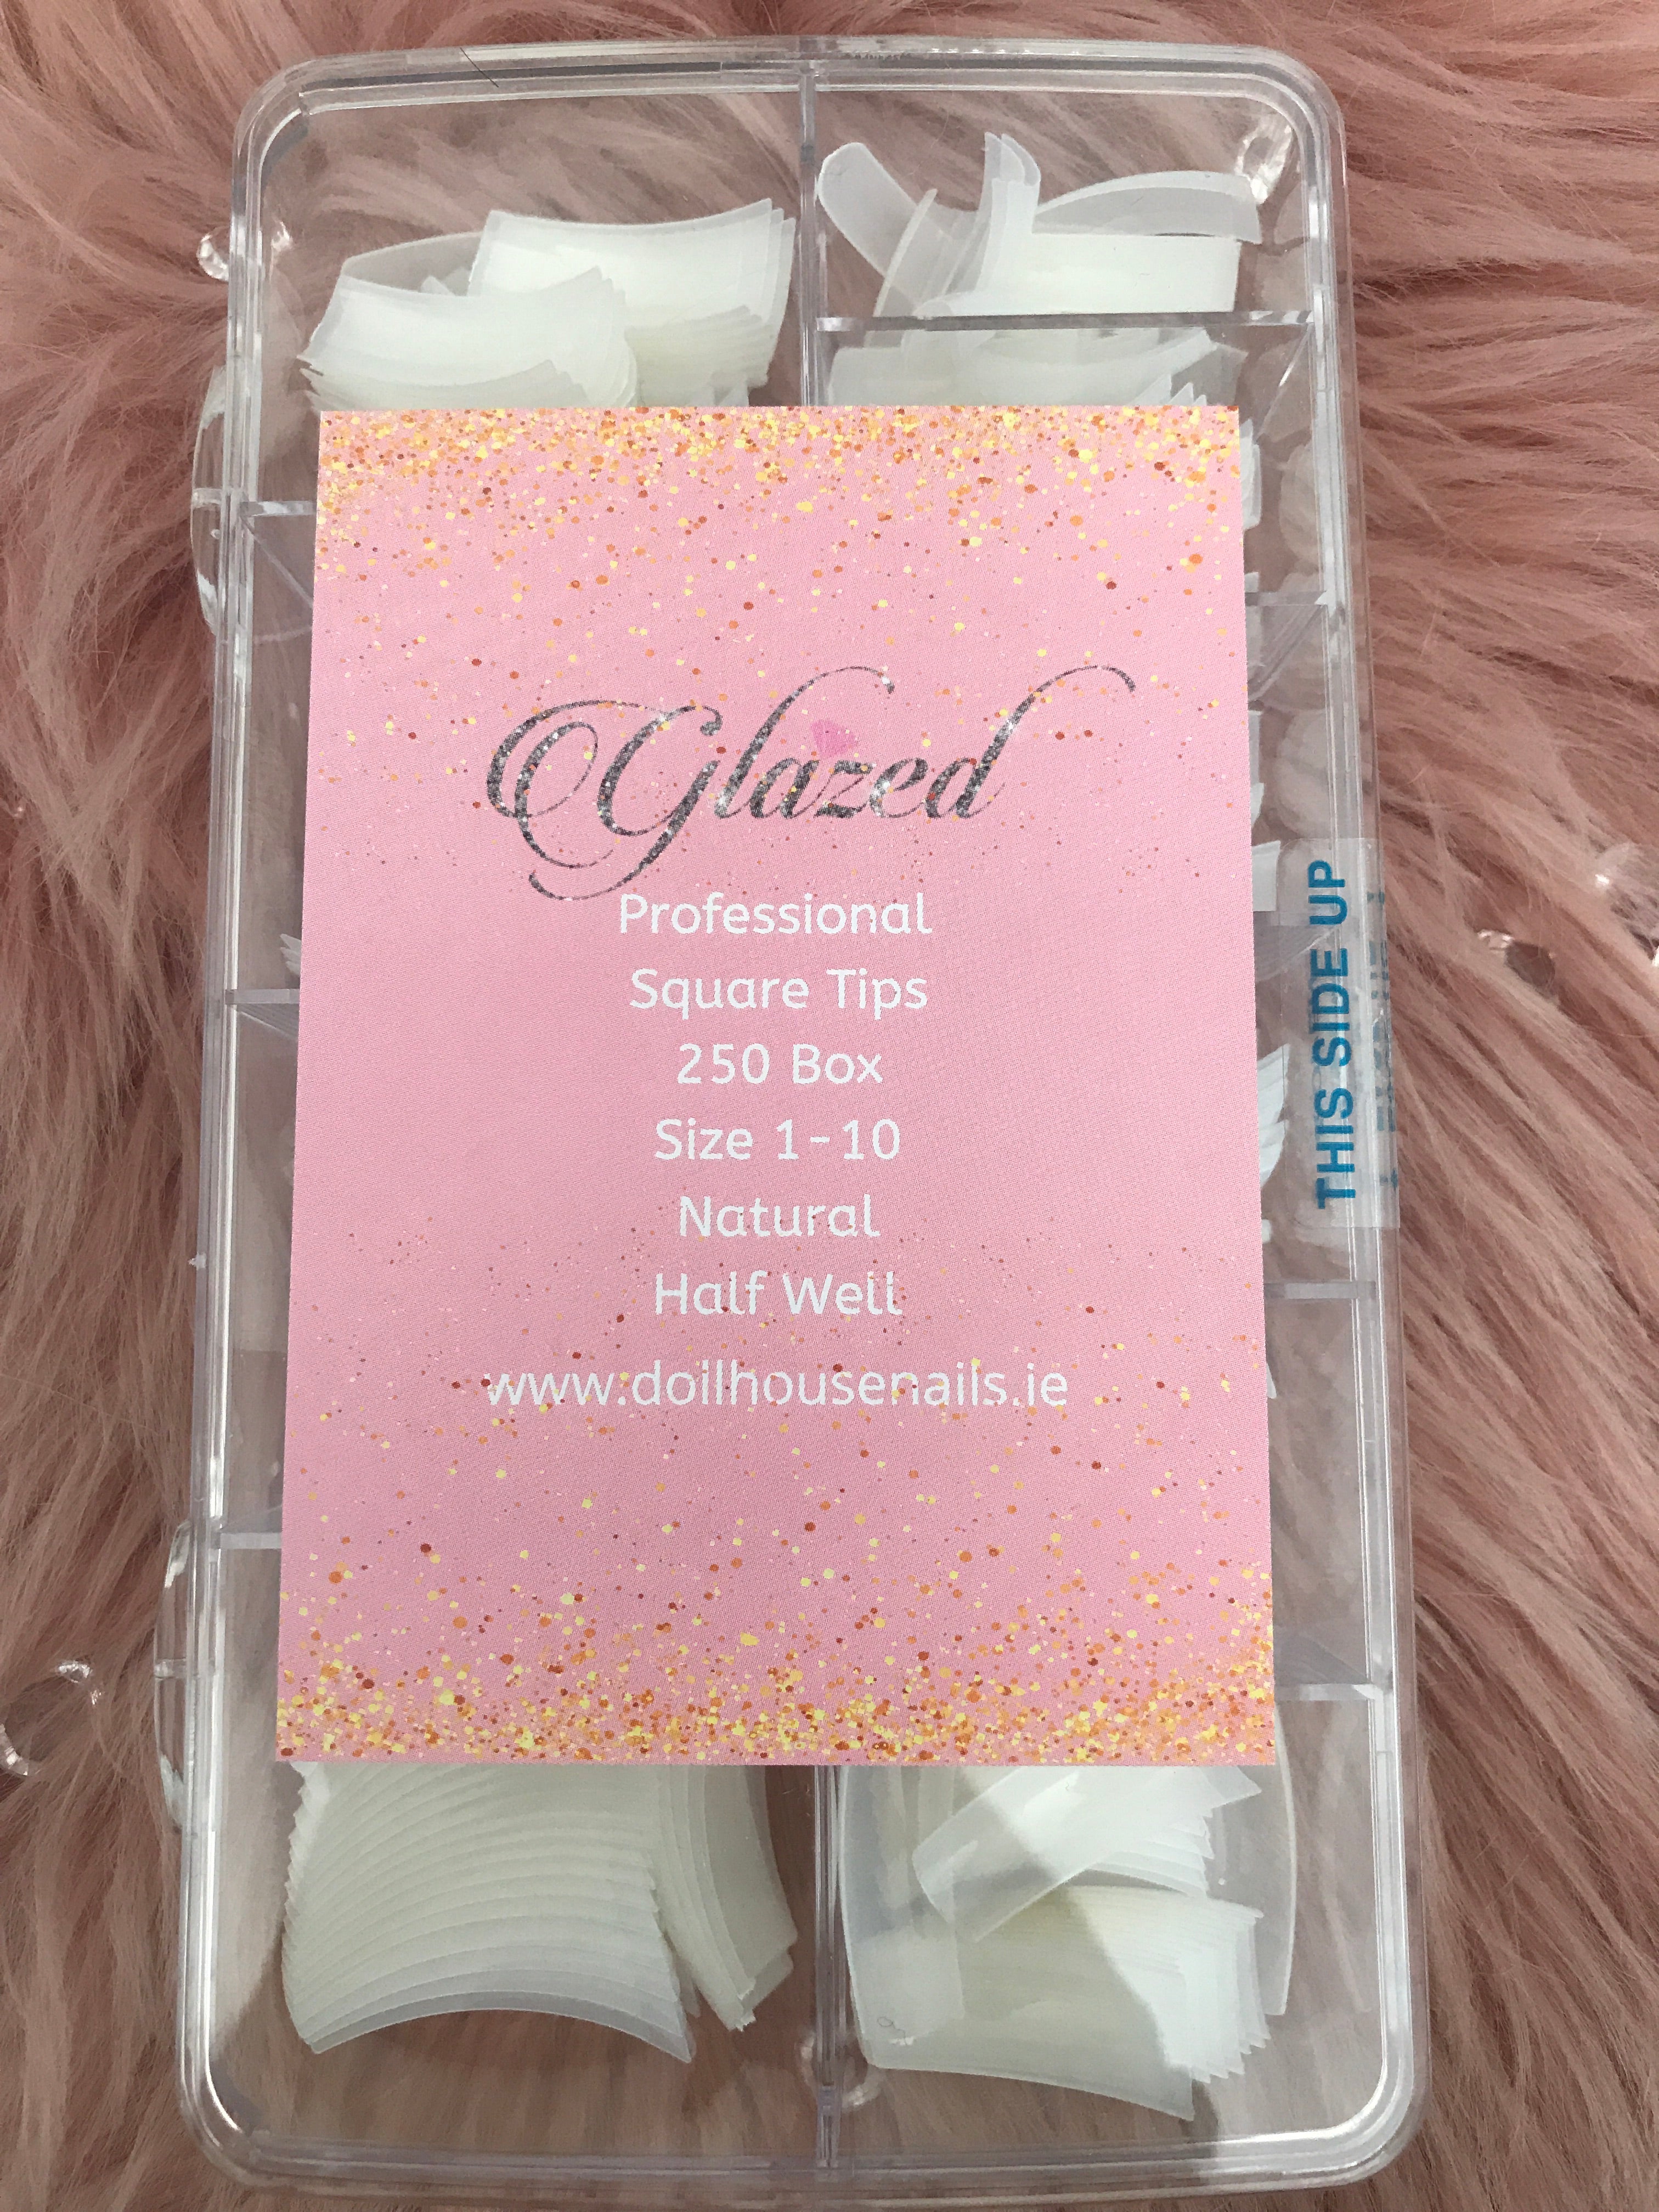 Glazed
Professional
Square Tips
250 Box
Size 1-10
Natural
Half Well
www.dollhousenails.ie
THIS SIDE UP